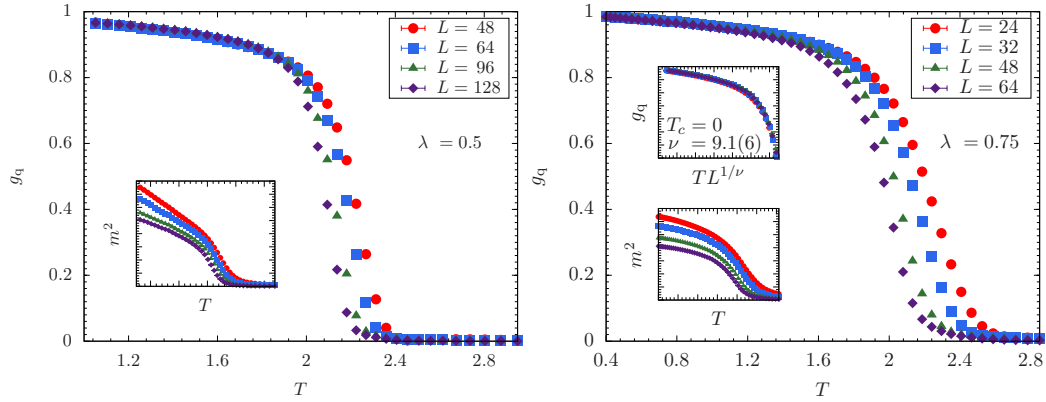 g_q
1
0.8
0.6
0.4
0.2
0
1.2
1.6
2
2.4
2.8
T
L = 48
L = 64
L = 96
L = 128
λ = 0.5
m²
T
g_q
1
0.8
0.6
0.4
0.2
0
0.4
0.8
1.2
1.6
2
2.4
2.8
T
L = 24
L = 32
L = 48
L = 64
λ = 0.75
g_q
T_c = 0
ν = 9.1(6)
TL^{1/ν}
m²
T